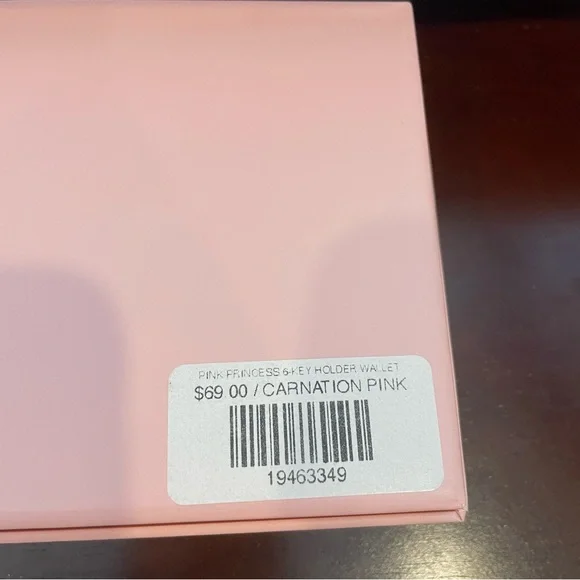 PINK PRINCESS 6-KEY HOLDER WALLET
$69 00 / CARNATION PINK
19463349